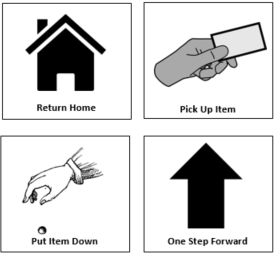 Return Home
Pick Up Item
Put Item Down
One Step Forward